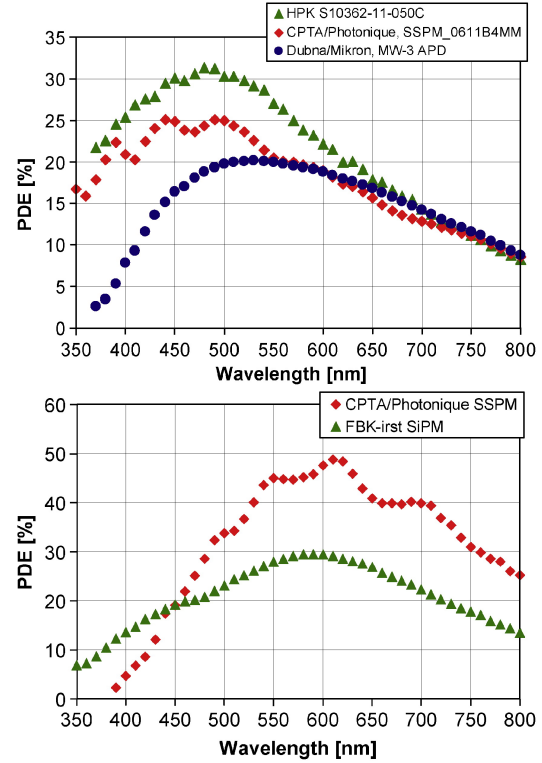 HPK S10362-11-050C
CPTA/Photonique, SSPM_0611B4MM
Dubna/Mikron, MW-3 APD
35
30
25
20
15
10
5
0
PDE [%]
350 400 450 500 550 600 650 700 750 800
Wavelength [nm]
CPTA/Photonique SSPM
FBK-irst SiPM
60
50
40
30
20
10
0
PDE [%]
350 400 450 500 550 600 650 700 750 800
Wavelength [nm]